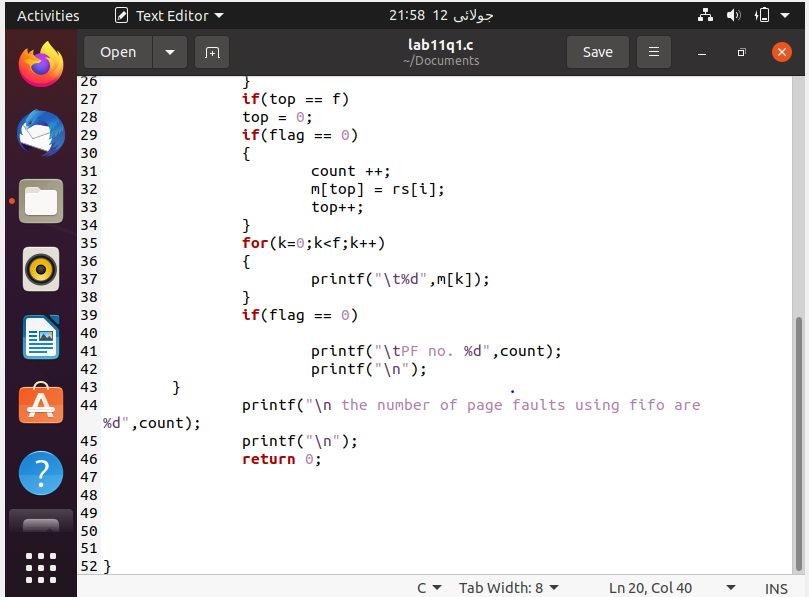 Activities Text Editor 21:58 12 جولائی
Open Save
lab11q1.c
~/Documents
26 }
27 if(top == f)
28 top = 0;
29 if(flag == 0)
30 {
31 count ++;
32 m[top] = rs[i];
33 top++;
34 }
35 for(k=0;k<f;k++)
36 {
37 printf("\t%d",m[k]);
38 }
39 if(flag == 0)
40
41 printf("\tPF no. %d",count);
42 printf("\n");
43 }
44 printf("\n the number of page faults using fifo are
%d",count);
45 printf("\n");
46 return 0;
47
48
49
50
51
52 }
C Tab Width: 8 Ln 20, Col 40 INS